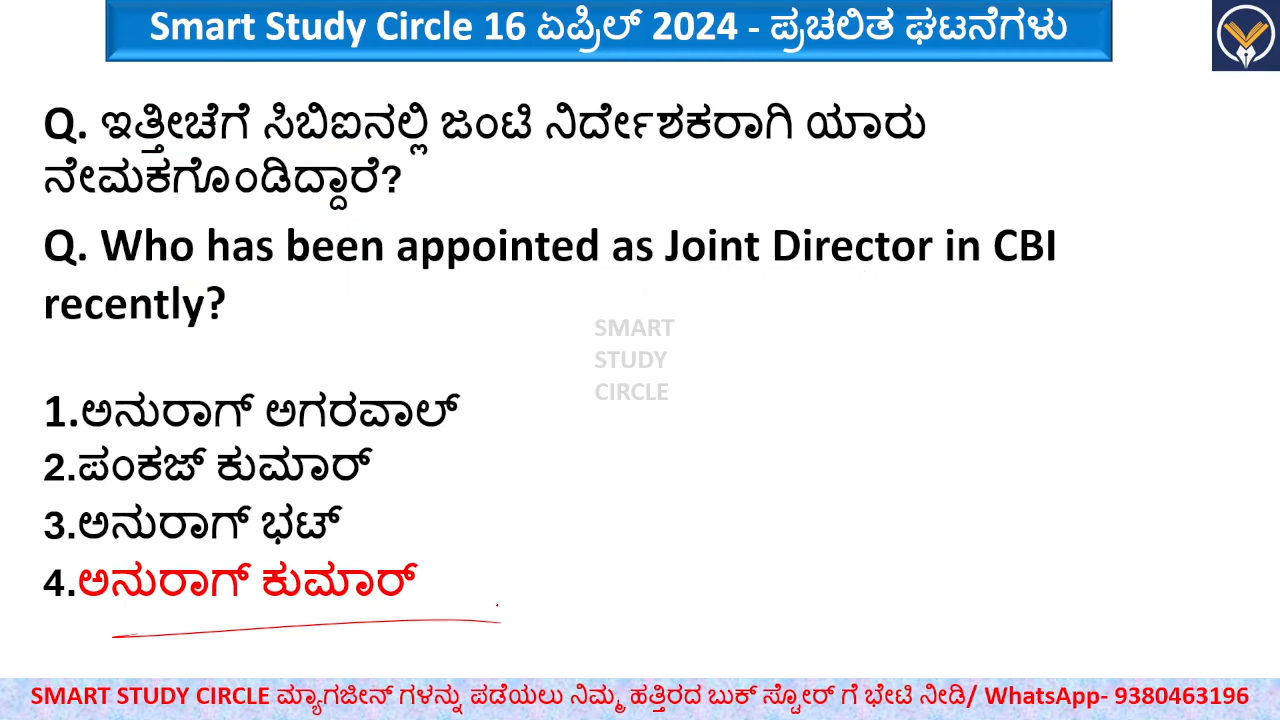 Smart Study Circle 16 ಏಪ್ರಿಲ್ 2024 - ಪ್ರಚಲಿತ ಘಟನೆಗಳು
Q. ಇತ್ತೀಚೆಗೆ ಸಿಬಿಐನಲ್ಲಿ ಜಂಟಿ ನಿರ್ದೇಶಕರಾಗಿ ಯಾರು
ನೇಮಕಗೊಂಡಿದ್ದಾರೆ?
Q. Who has been appointed as Joint Director in CBI
recently?
SMART
STUDY
CIRCLE
1.ಅನುರಾಗ್ ಅಗರವಾಲ್
2.ಪಂಕಜ್ ಕುಮಾರ್
3.ಅನುರಾಗ್ ಭಟ್
4.ಅನುರಾಗ್ ಕುಮಾರ್
SMART STUDY CIRCLE ಮ್ಯಾಗಜೀನ್ ಗಳನ್ನು ಪಡೆಯಲು ನಿಮ್ಮ ಹತ್ತಿರದ ಬುಕ್ ಸ್ಟೋರ್ ಗೆ ಭೇಟಿ ನೀಡಿ/ WhatsApp- 9380463196